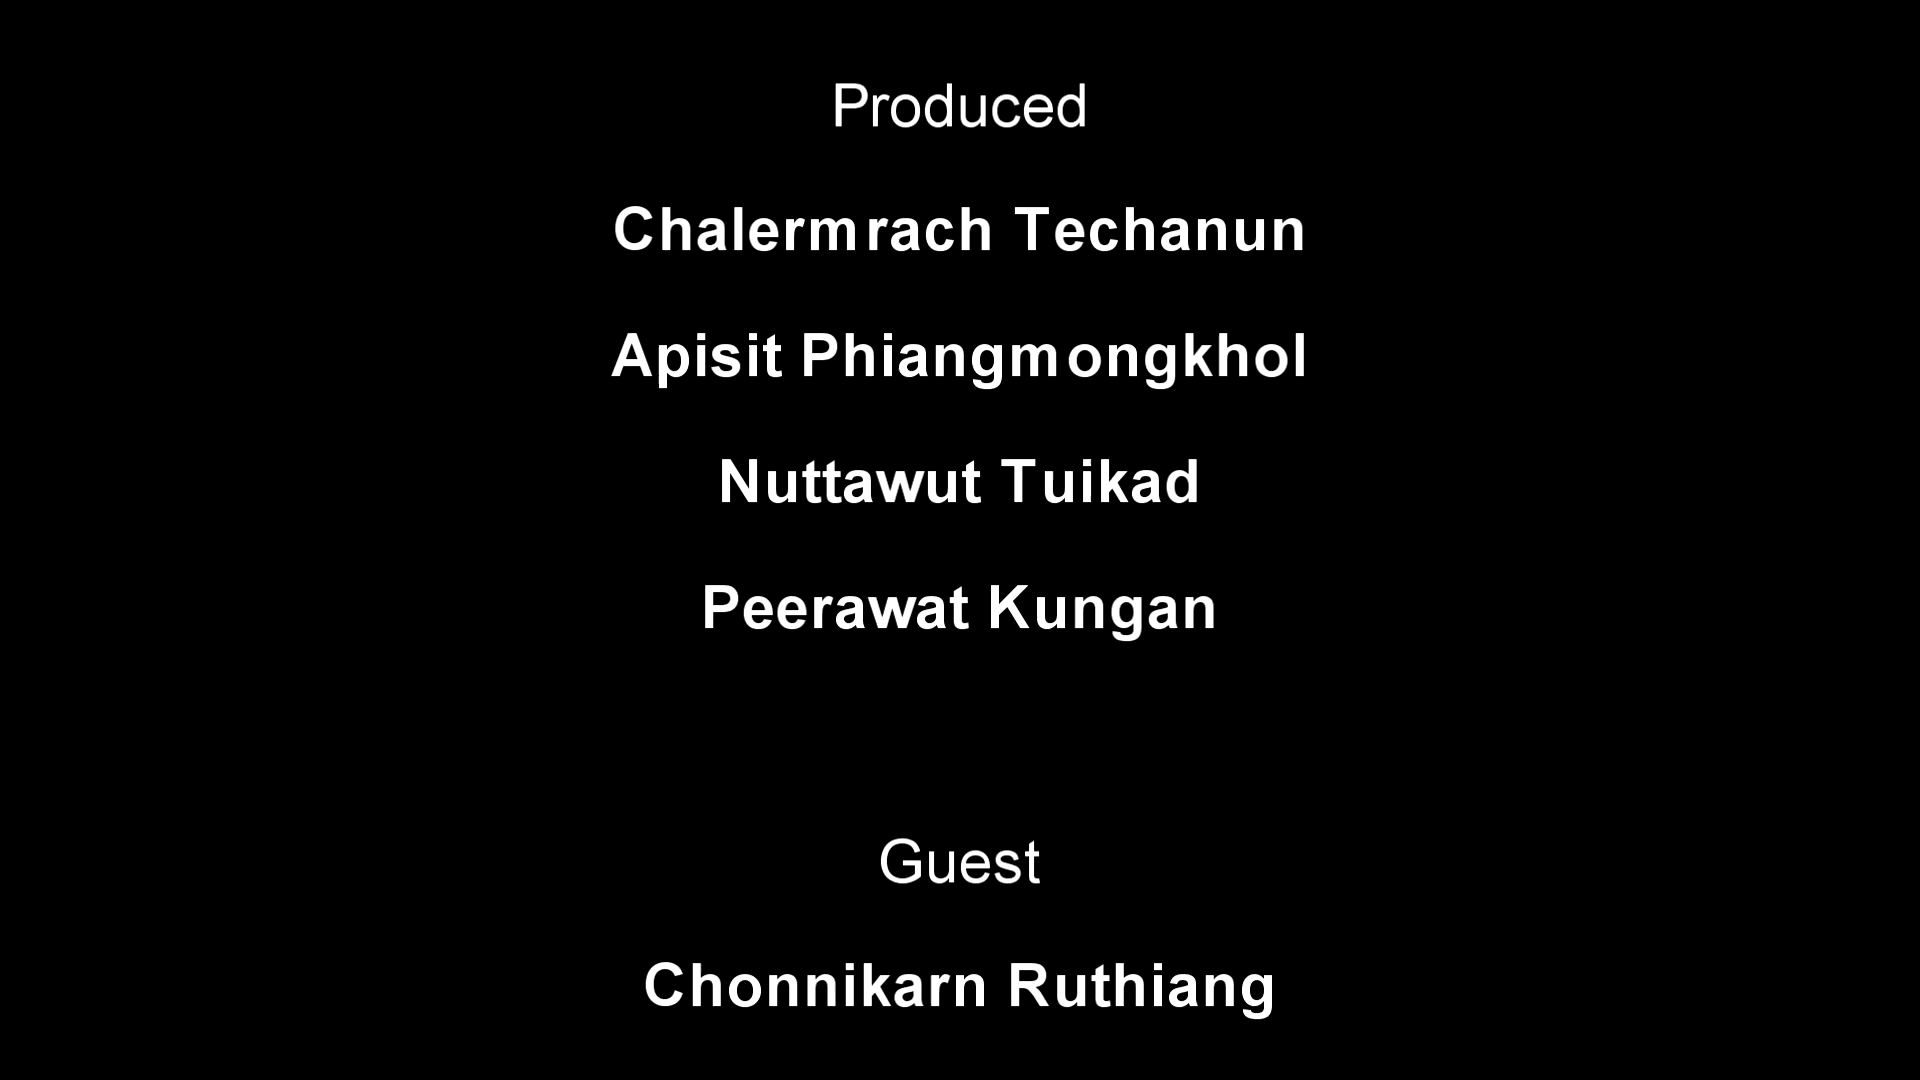 Produced
Chalermrach Techanun
Apisit Phiangmongkhol
Nuttawut Tuikad
Peerawat Kungan
Guest
Chonnikarn Ruthiang